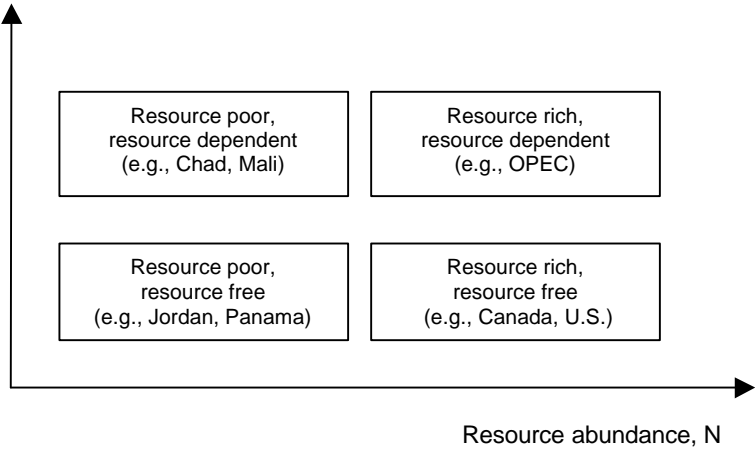 Resource poor,
resource dependent
(e.g., Chad, Mali)
Resource rich,
resource dependent
(e.g., OPEC)
Resource poor,
resource free
(e.g., Jordan, Panama)
Resource rich,
resource free
(e.g., Canada, U.S.)
Resource abundance, N